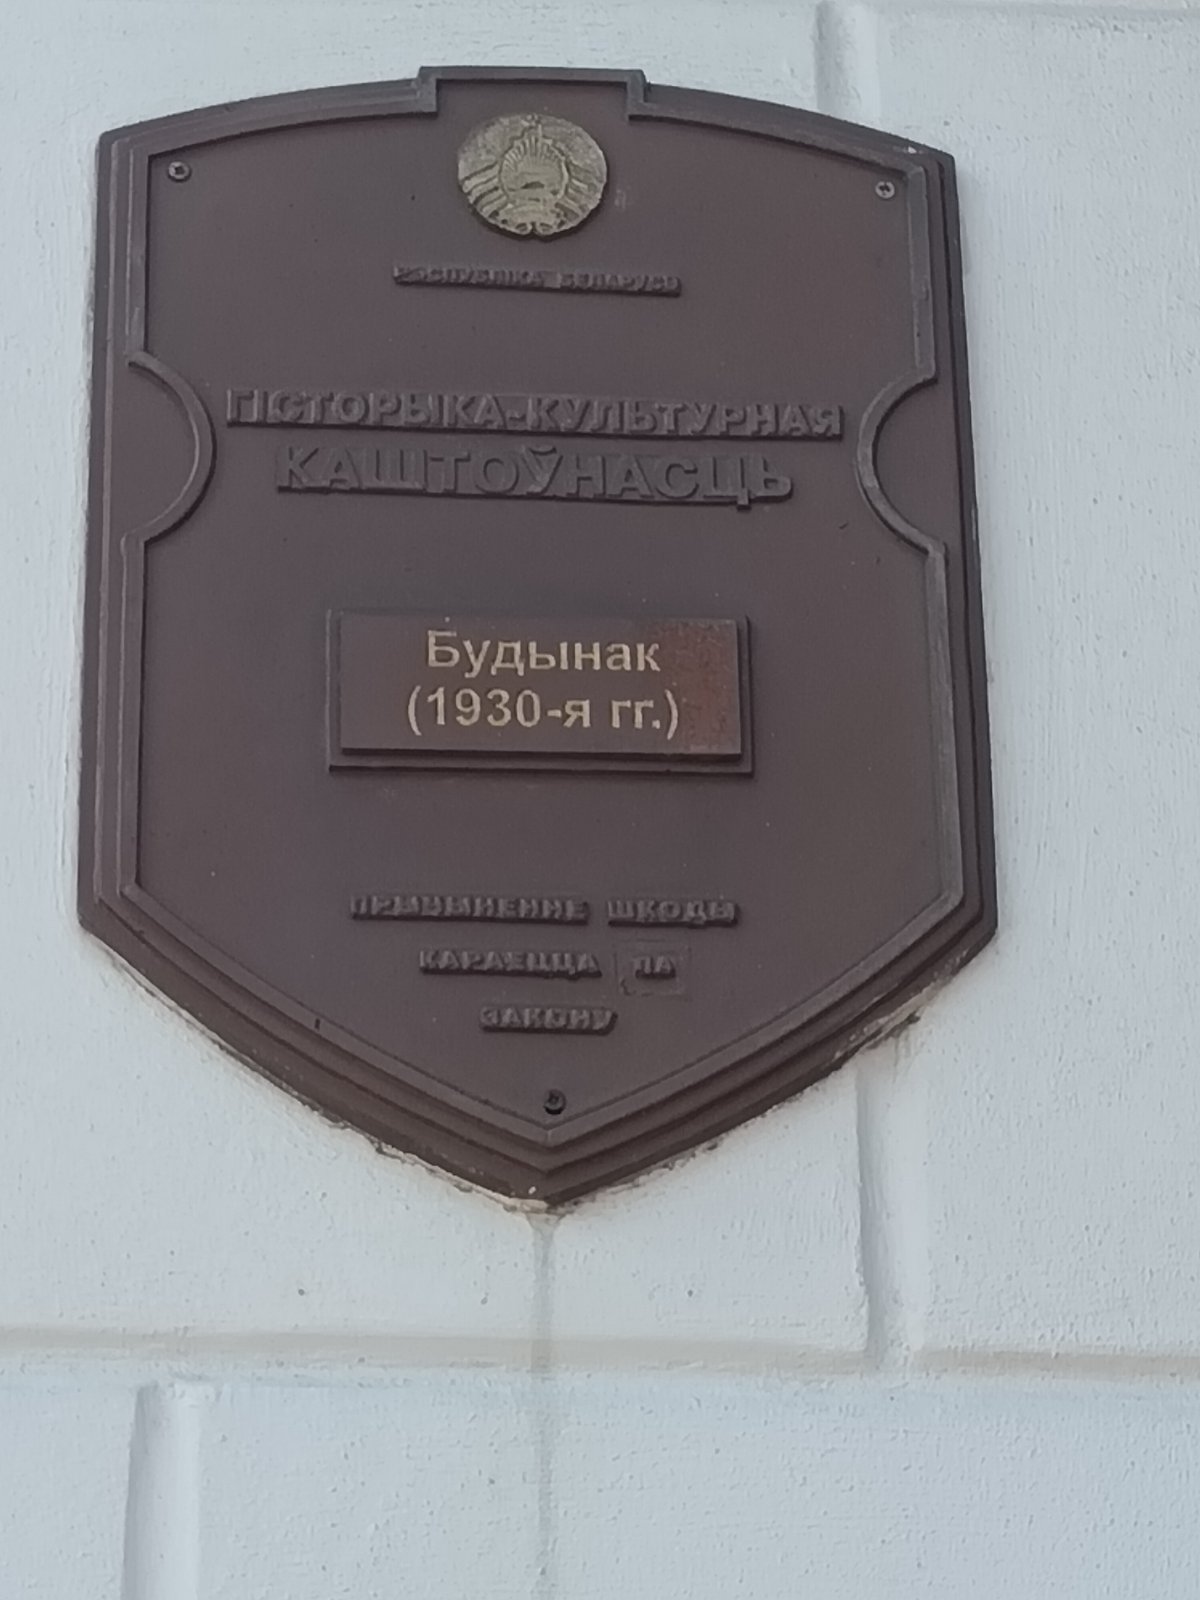 РЭСПУБЛІКА БЕЛАРУСЬ
ГІСТОРЫКА-КУЛЬТУРНАЯ
КАШТОЎНАСЦЬ
Будынак
(1930-я гг.)
ПРЫЧЫНЕННЕ ШКОДЫ
КАРАЕЦЦА ПА
ЗАКОНУ